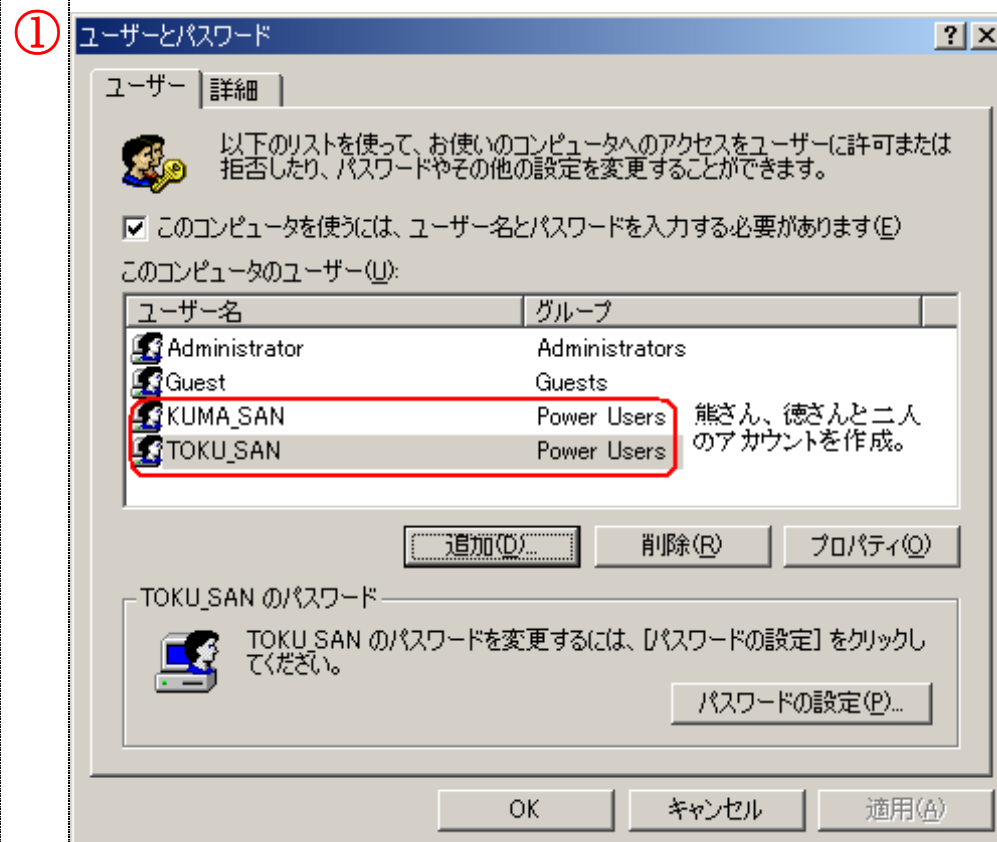 ①
ユーザーとパスワード
ユーザー 詳細
以下のリストを使って、お使いのコンピュータへのアクセスをユーザーに許可または
拒否したり、パスワードやその他の設定を変更することができます。
このコンピュータを使うには、ユーザー名とパスワードを入力する必要があります(E)
このコンピュータのユーザー(U):
ユーザー名 グループ
Administrator Administrators
Guest Guests
KUMA_SAN Power Users
TOKU_SAN Power Users
熊さん、徳さんと二人
のアカウントを作成。
追加(D)... 削除(R) プロパティ(O)
TOKU_SAN のパスワード
TOKU_SAN のパスワードを変更するには、[パスワードの設定] をクリックし
てください。
パスワードの設定(P)...
OK キャンセル 適用(A)